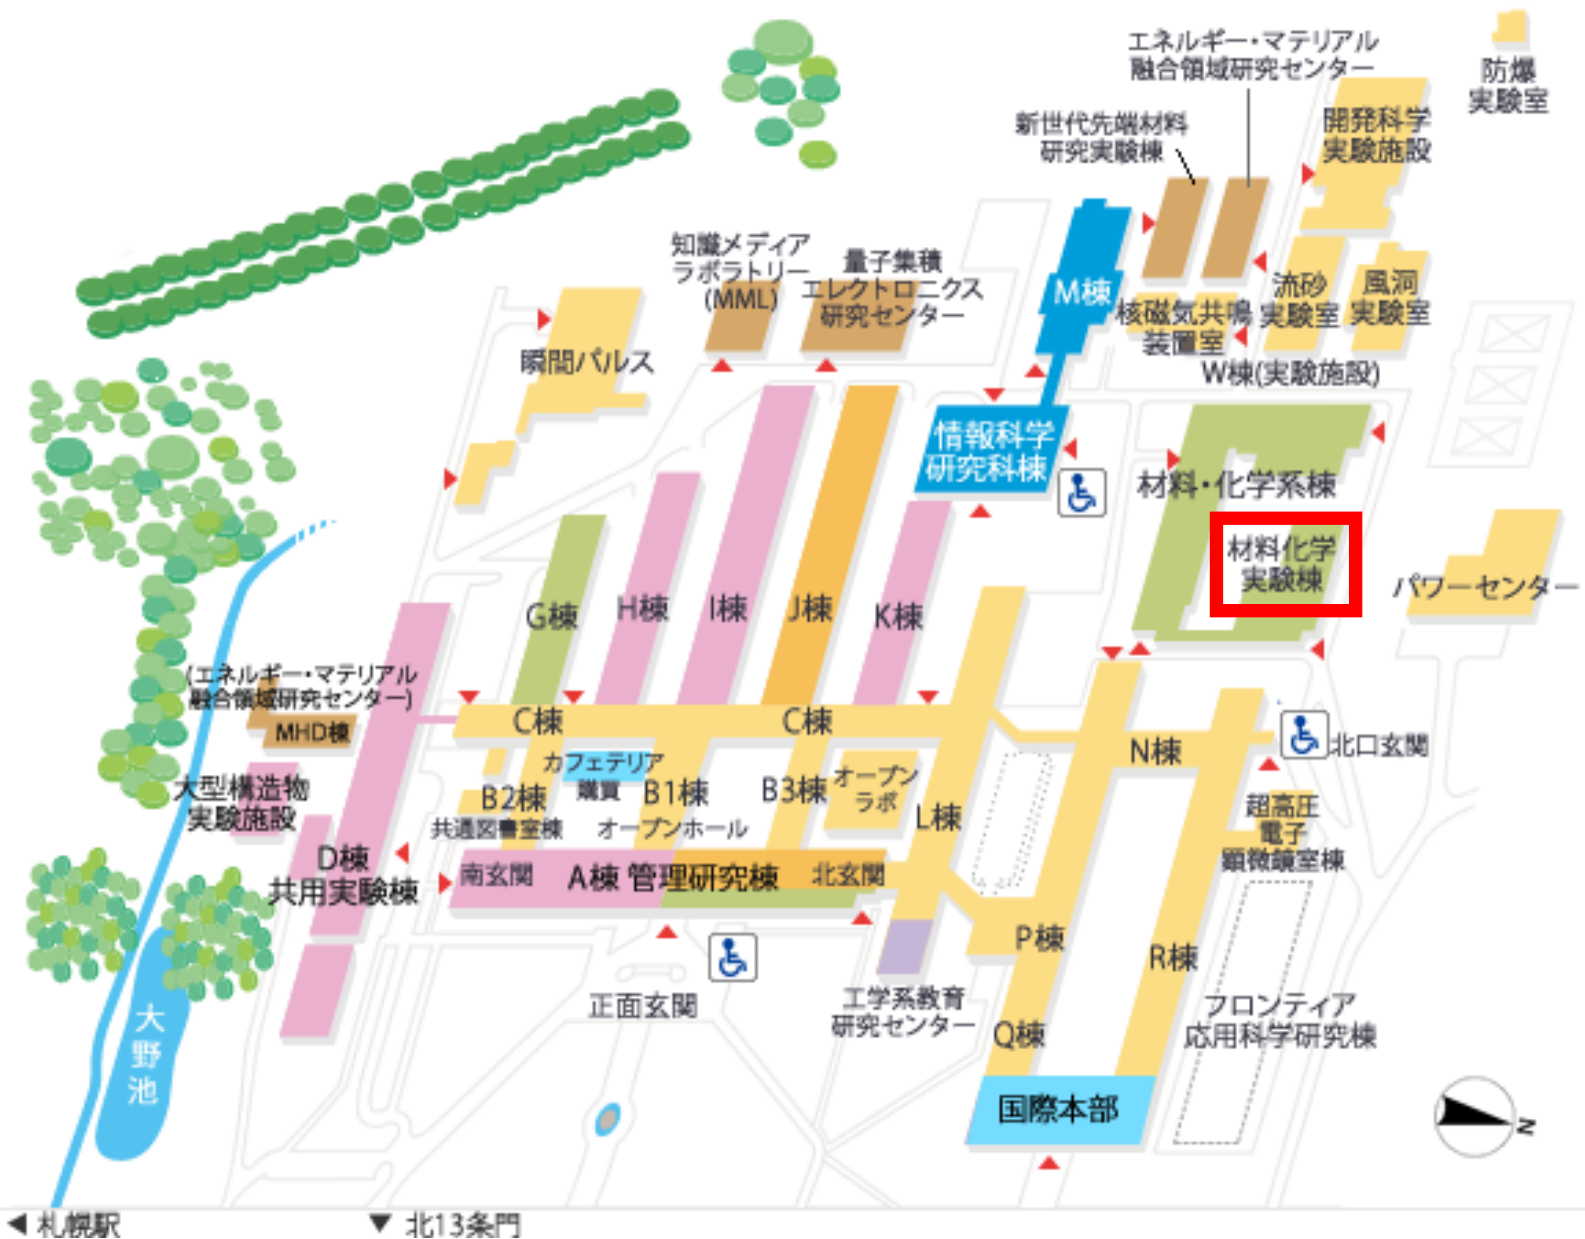 エネルギー・マテリアル
融合領域研究センター
防爆
実験室
新世代先端材料
研究実験棟
開発科学
実験施設
知識メディア
ラボラトリー
(MML)
量子集積
エレクトロニクス
研究センター
M棟
核磁気共鳴
装置室
流砂
実験室
風洞
実験室
瞬間パルス
W棟(実験施設)
情報科学
研究科棟
材料・化学系棟
材料化学
実験棟
パワーセンター
G棟
H棟
I棟
J棟
K棟
(エネルギー・マテリアル
融合領域研究センター)
MHD棟
C棟
C棟
N棟
北口玄関
大型構造物
実験施設
カフェテリア
購買
B2棟
共通図書室棟
B1棟
オープンホール
B3棟
オープン
ラボ
L棟
超高圧
電子
顕微鏡室棟
D棟
共用実験棟
南玄関
A棟 管理研究棟
北玄関
P棟
R棟
正面玄関
工学系教育
研究センター
Q棟
フロンティア
応用科学研究棟
大野池
国際本部
N
◀ 札幌駅
▼ 北13条門